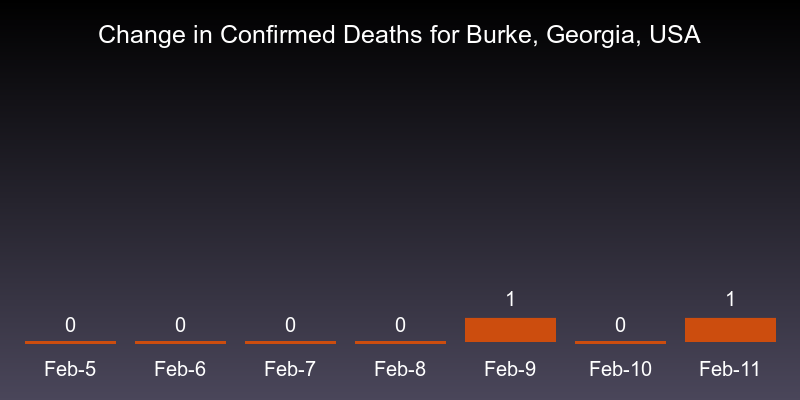 Change in Confirmed Deaths for Burke, Georgia, USA
0 0 0 0 1 0 1
Feb-5 Feb-6 Feb-7 Feb-8 Feb-9 Feb-10 Feb-11